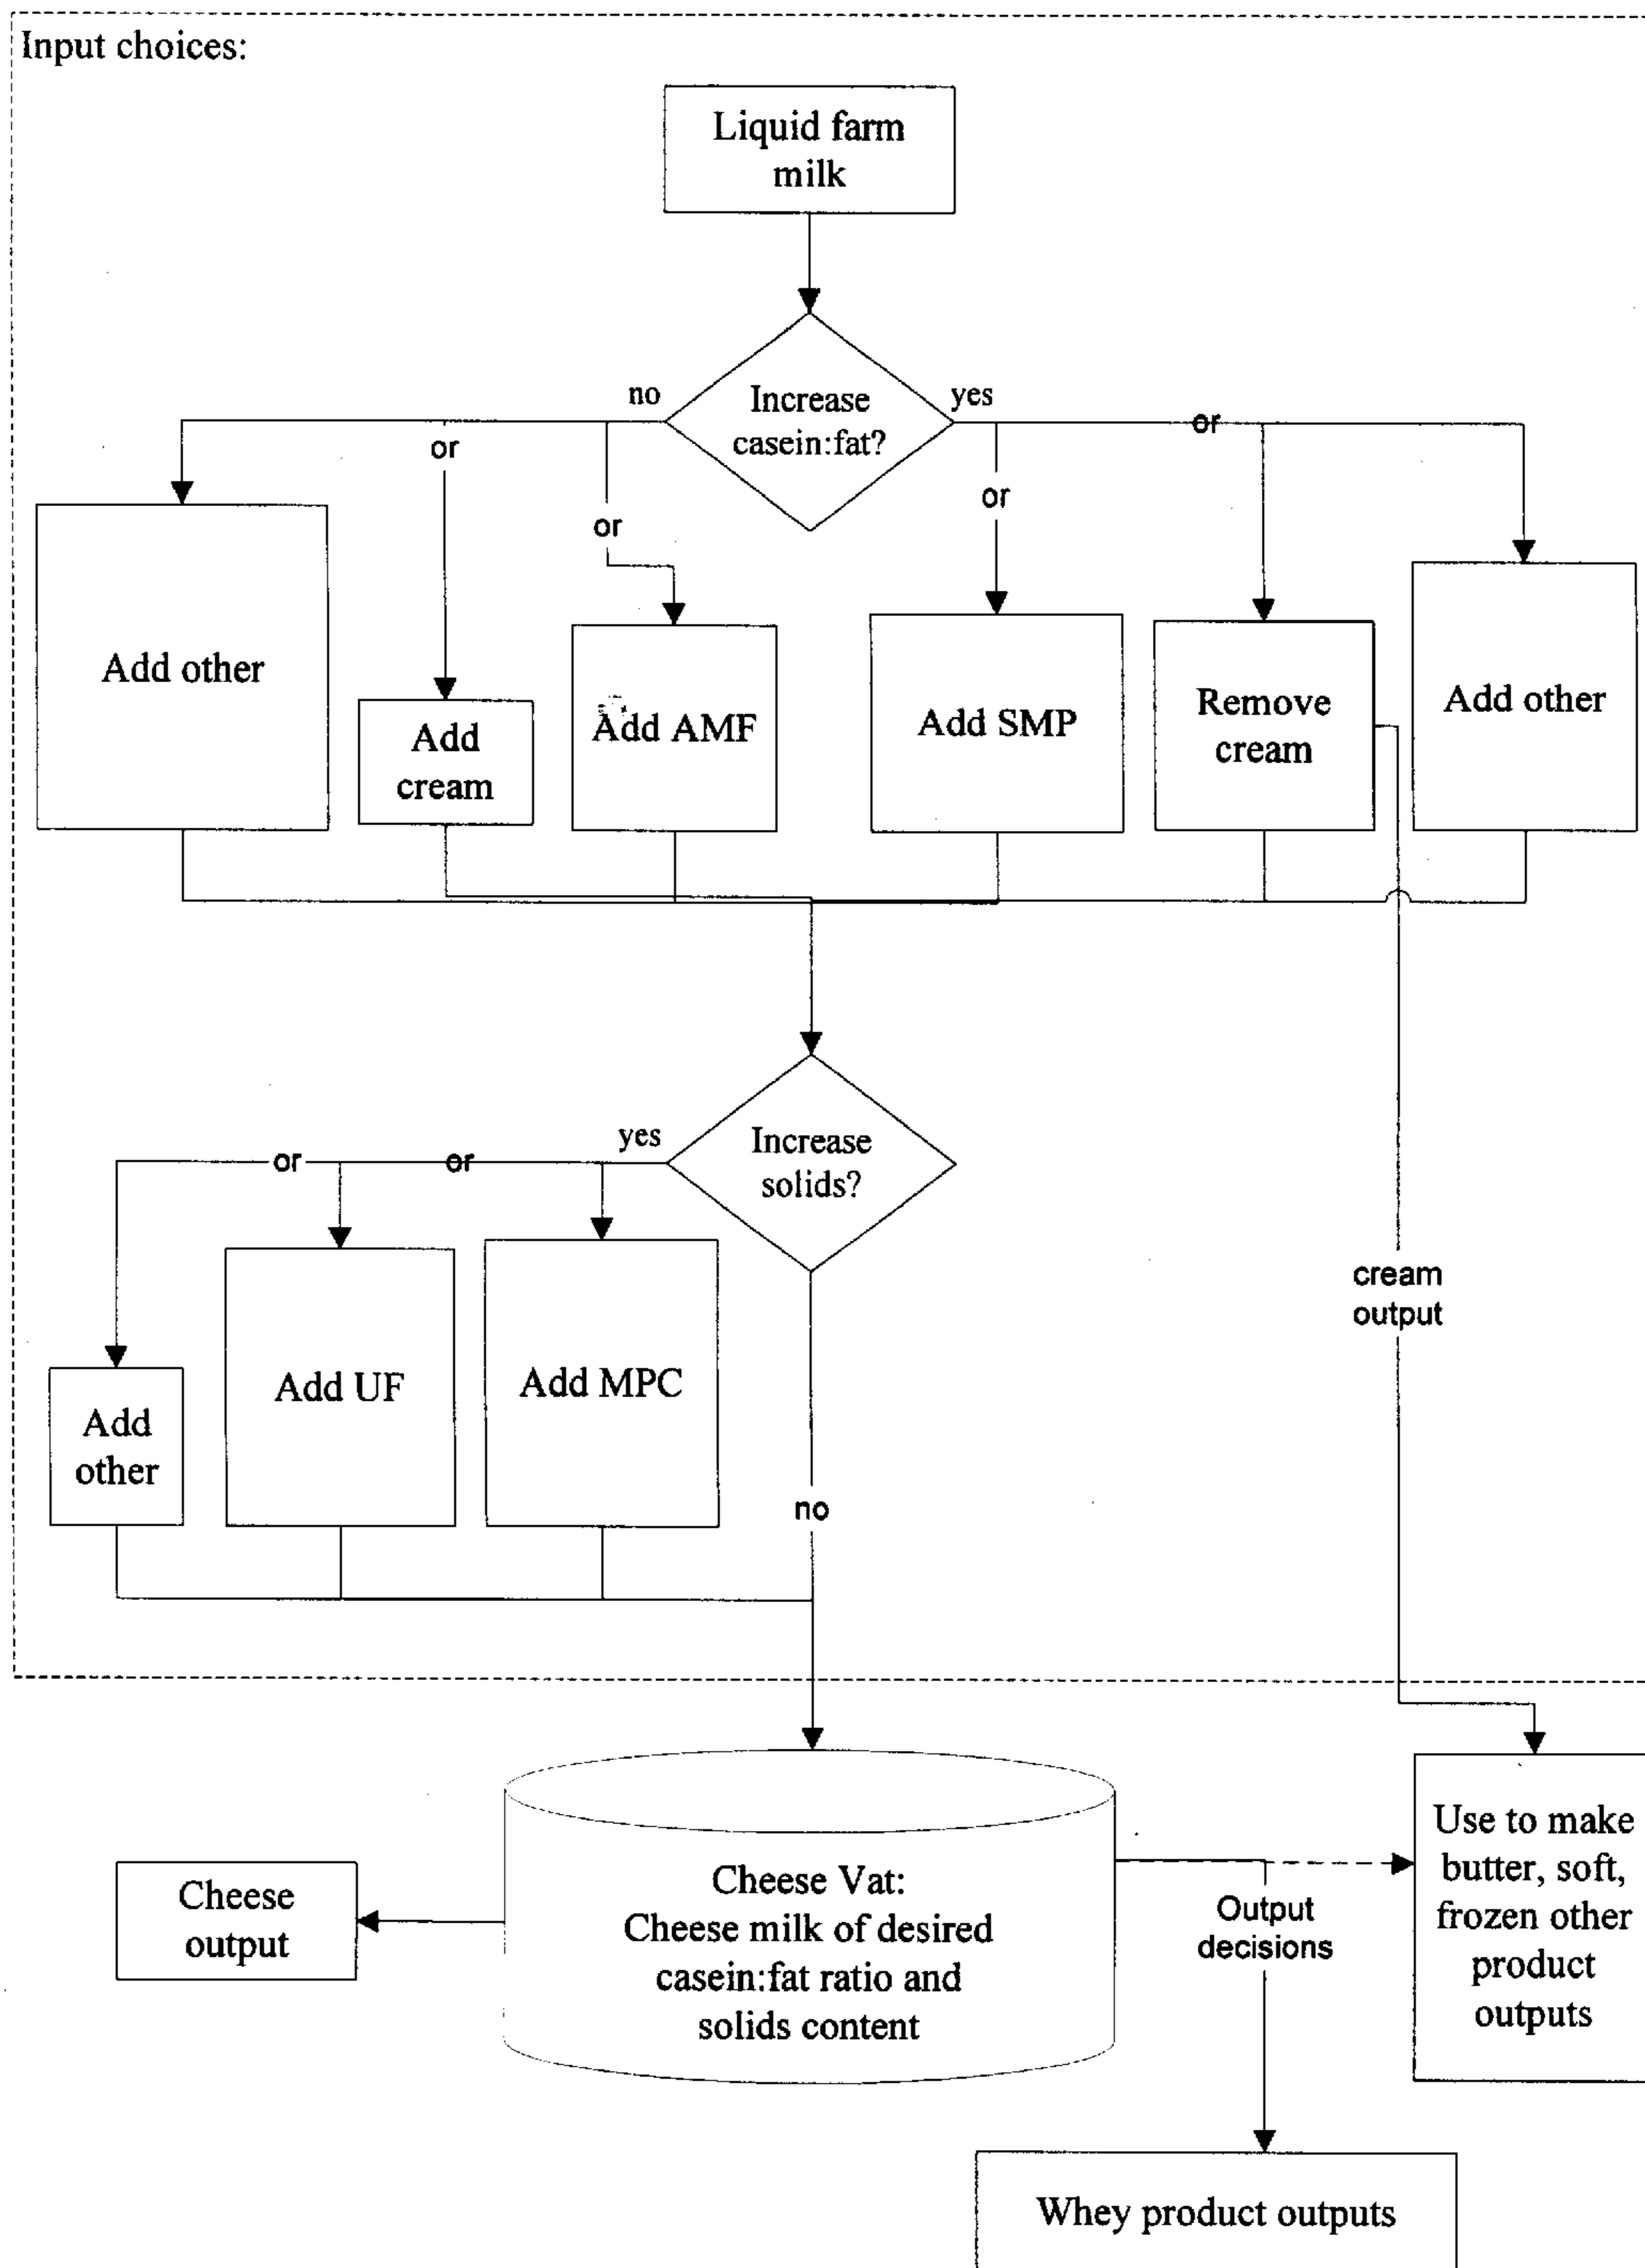 Input choices:
Liquid farm
milk
no
Increase
casein:fat?
yes
or
or
or
or
Add other
Add
cream
Add AMF
Add SMP
Remove
cream
Add other
yes
Increase
solids?
or
or
Add
other
Add UF
Add MPC
no
cream
output
Cheese
output
Cheese Vat:
Cheese milk of desired
casein:fat ratio and
solids content
Output
decisions
Use to make
butter, soft,
frozen other
product
outputs
Whey product outputs